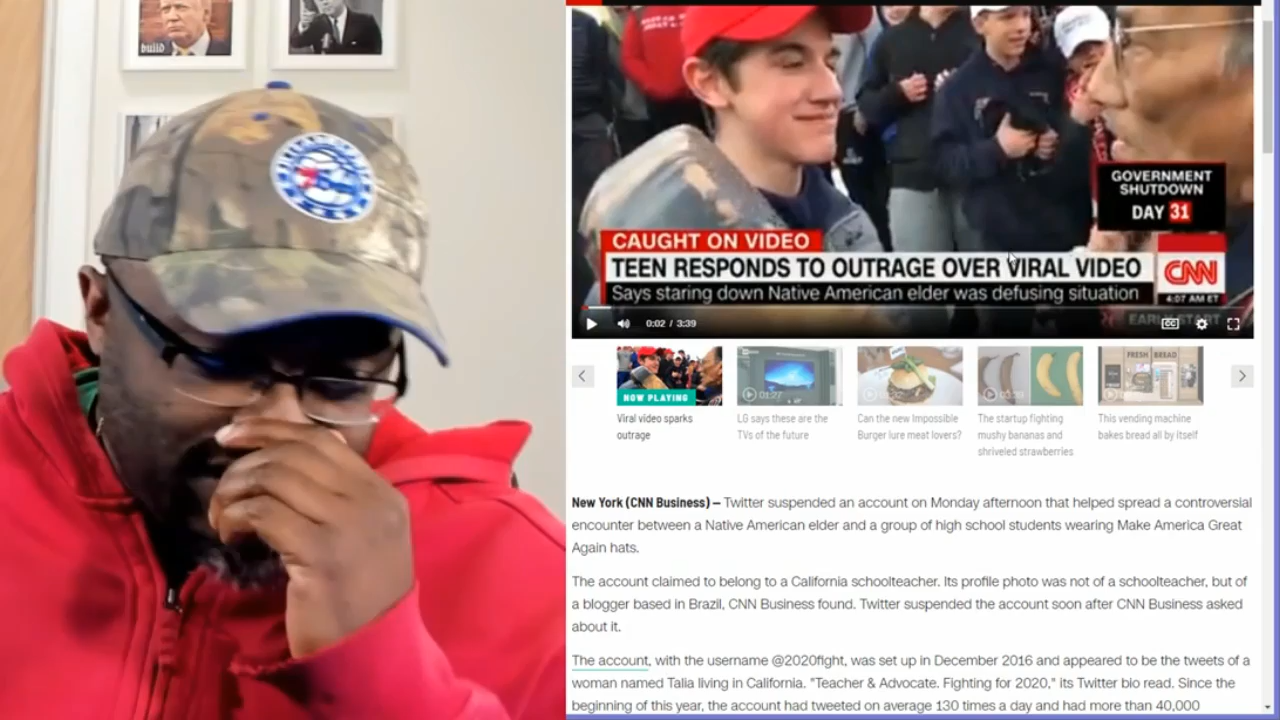 build
GOVERNMENT
SHUTDOWN
DAY 31
CAUGHT ON VIDEO
TEEN RESPONDS TO OUTRAGE OVER VIRAL VIDEO
Says staring down Native American elder was defusing situation
CNN
4:07 AM ET
EARLY START
0:02 / 3:39
CC
NOW PLAYING
Viral video sparks
outrage
01:27
LG says these are the
TVs of the future
Can the new Impossible
Burger lure meat lovers?
The startup fighting
mushy bananas and
shriveled strawberries
FRESH BREAD
This vending machine
bakes bread all by itself
New York (CNN Business) — Twitter suspended an account on Monday afternoon that helped spread a controversial
encounter between a Native American elder and a group of high school students wearing Make America Great
Again hats.
The account claimed to belong to a California schoolteacher. Its profile photo was not of a schoolteacher, but of
a blogger based in Brazil, CNN Business found. Twitter suspended the account soon after CNN Business asked
about it.
The account, with the username @2020fight, was set up in December 2016 and appeared to be the tweets of a
woman named Talia living in California. "Teacher & Advocate. Fighting for 2020," its Twitter bio read. Since the
beginning of this year, the account had tweeted on average 130 times a day and had more than 40,000